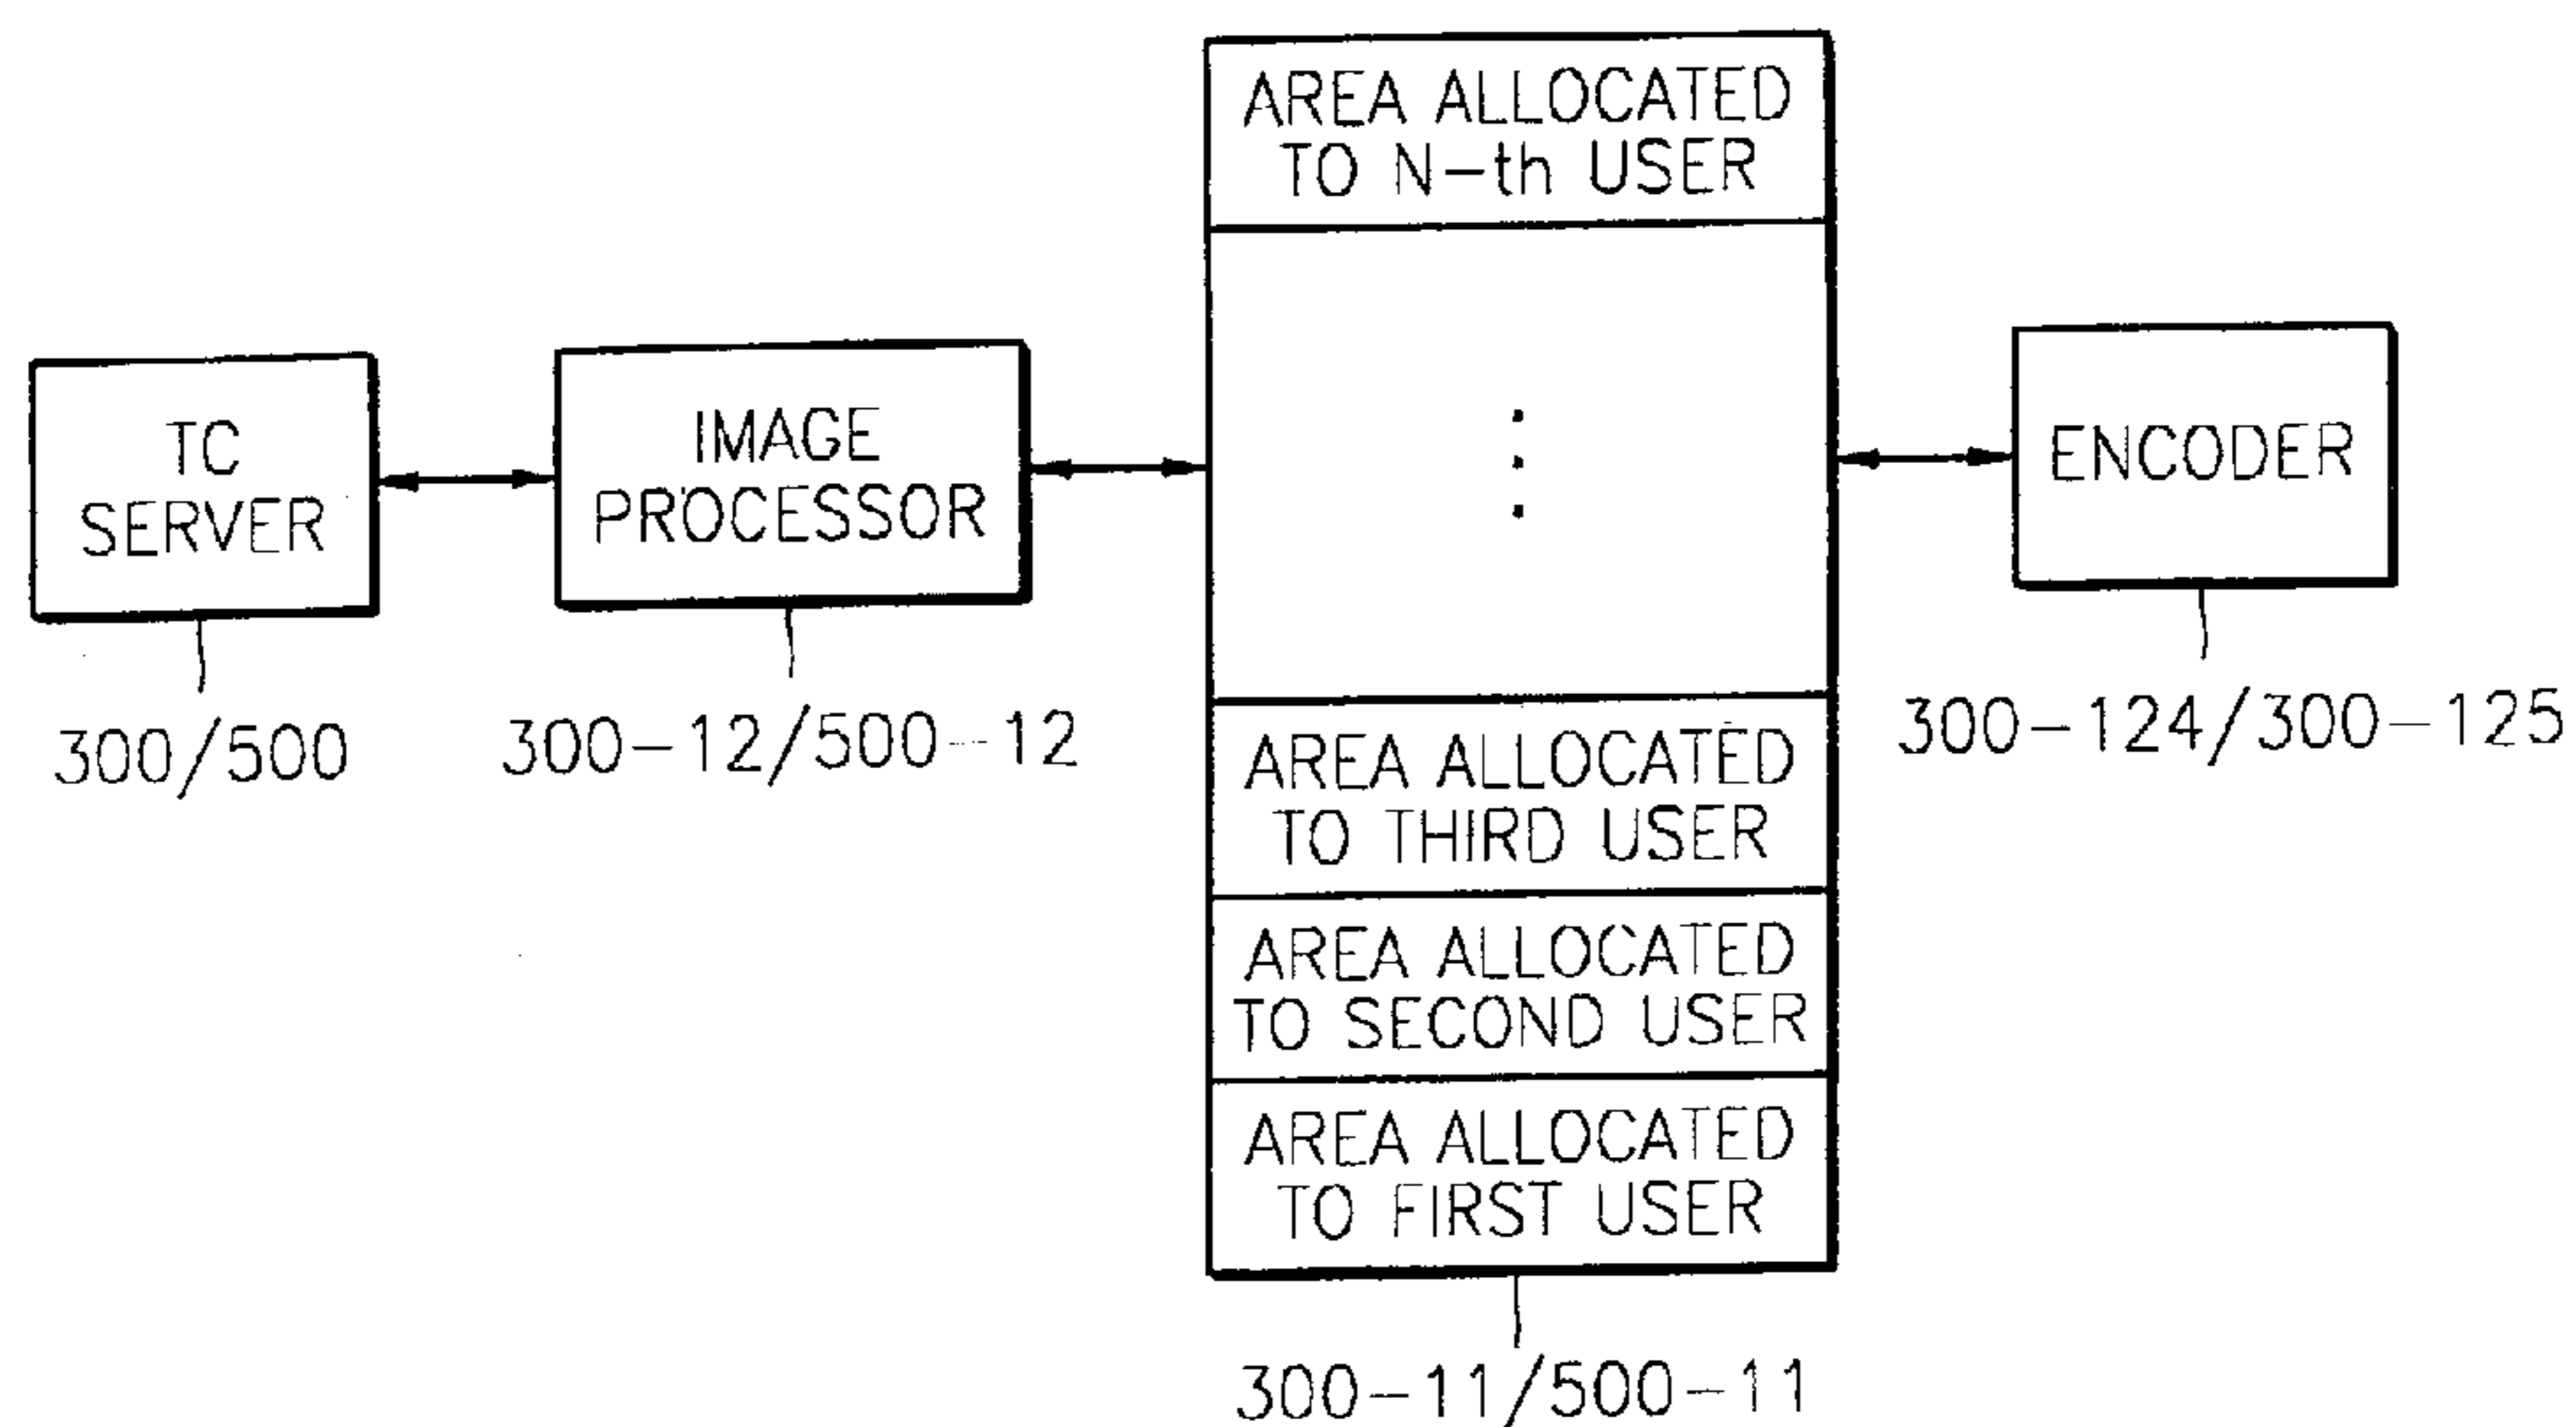 TC
SERVER
300/500
IMAGE
PROCESSOR
300-12/500-12
AREA ALLOCATED
TO N-th USER
AREA ALLOCATED
TO THIRD USER
AREA ALLOCATED
TO SECOND USER
AREA ALLOCATED
TO FIRST USER
300-11/500-11
ENCODER
300-124/300-125